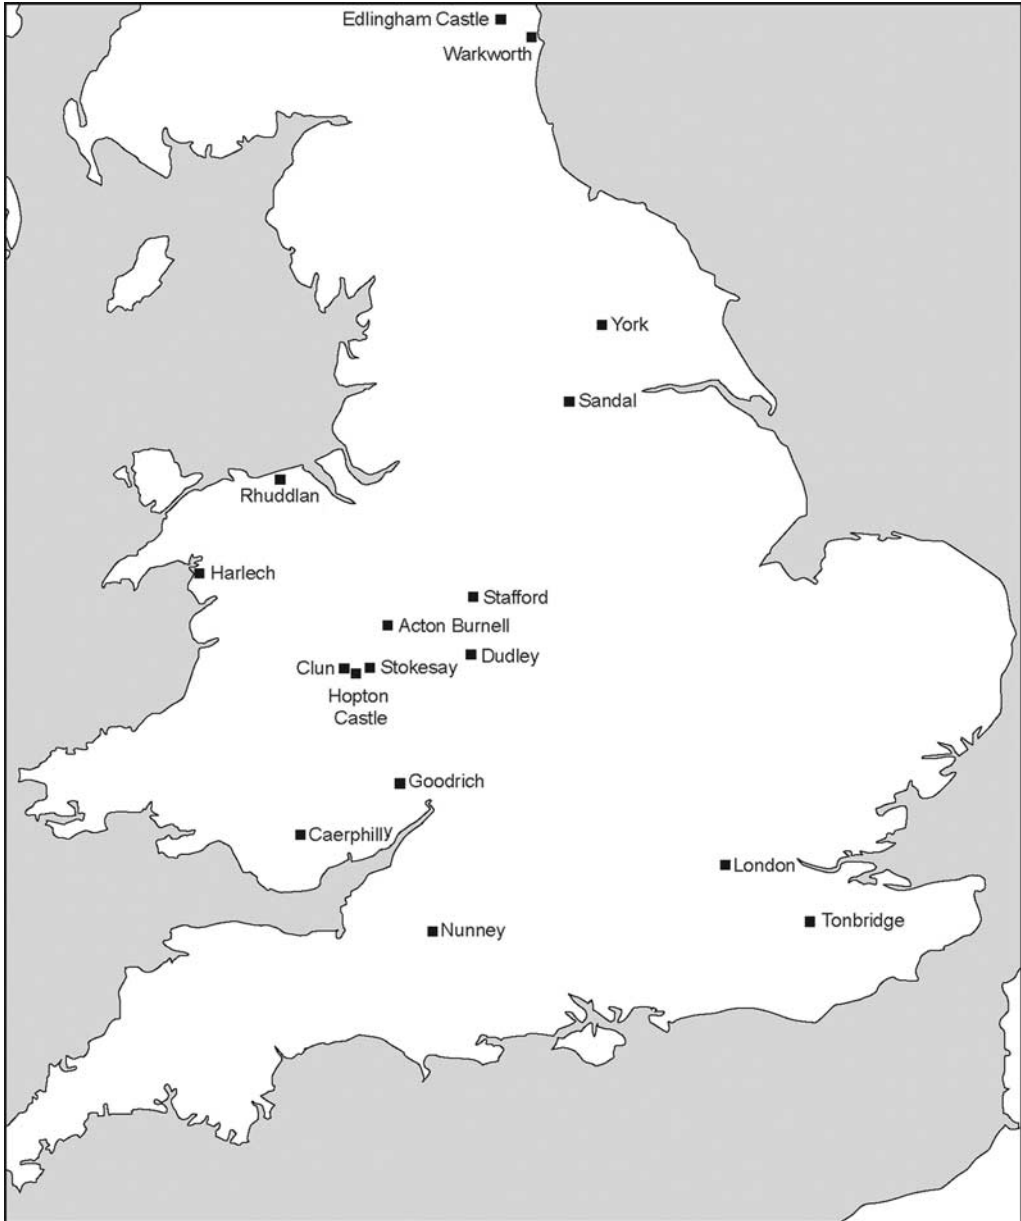 Edlingham Castle
Warkworth
York
Sandal
Rhuddlan
Harlech
Stafford
Acton Burnell
Dudley
Clun
Stokesay
Hopton
Castle
Goodrich
Caerphilly
London
Tonbridge
Nunney